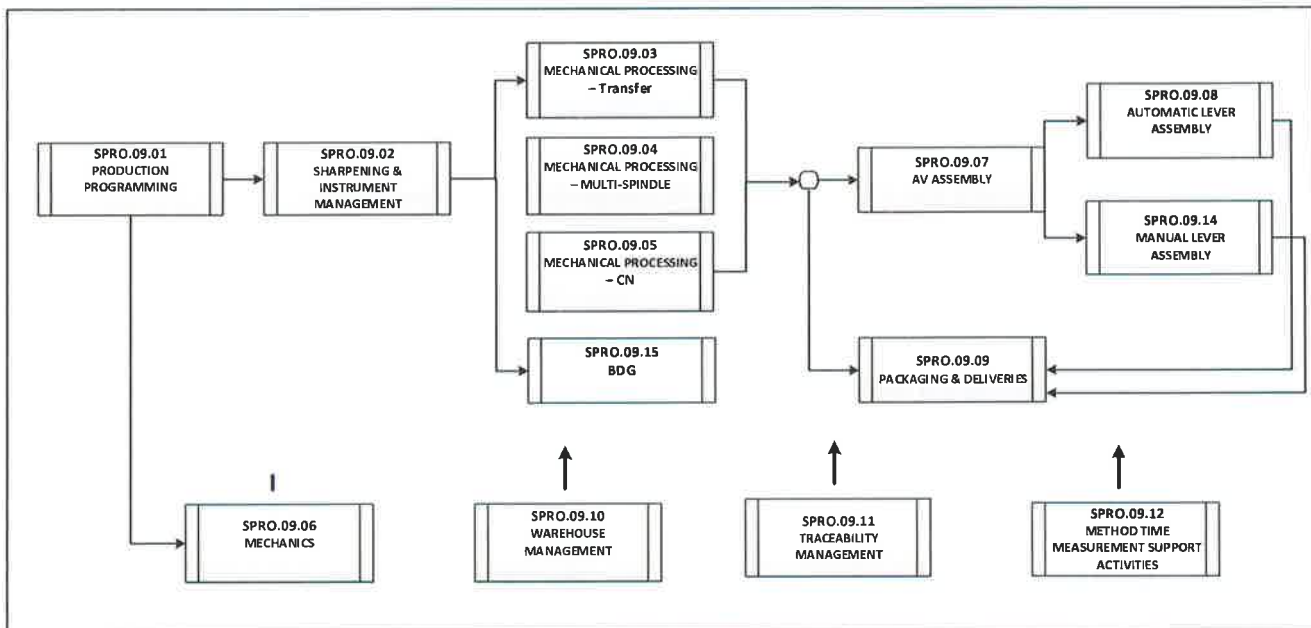 SPRO.09.01
PRODUCTION
PROGRAMMING
SPRO.09.02
SHARPENING &
INSTRUMENT
MANAGEMENT
SPRO.09.03
MECHANICAL PROCESSING
– Transfer
SPRO.09.04
MECHANICAL PROCESSING
– MULTI-SPINDLE
SPRO.09.05
MECHANICAL PROCESSING
– CN
SPRO.09.15
BDG
SPRO.09.07
AV ASSEMBLY
SPRO.09.08
AUTOMATIC LEVER
ASSEMBLY
SPRO.09.14
MANUAL LEVER
ASSEMBLY
SPRO.09.09
PACKAGING & DELIVERIES
SPRO.09.06
MECHANICS
SPRO.09.10
WAREHOUSE
MANAGEMENT
SPRO.09.11
TRACEABILITY
MANAGEMENT
SPRO.09.12
METHOD TIME
MEASUREMENT SUPPORT
ACTIVITIES